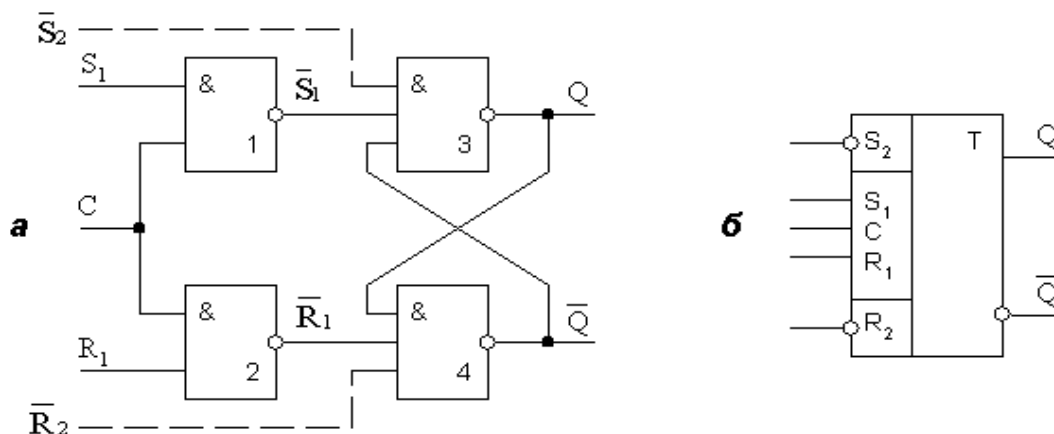 S̅₂
S₁
&
S̅₁
&
Q
1
3
C
а
&
R̅₁
&
Q̅
R₁
2
4
R̅₂
б
S₂
T
Q
S₁
C
R₁
R₂
Q̅